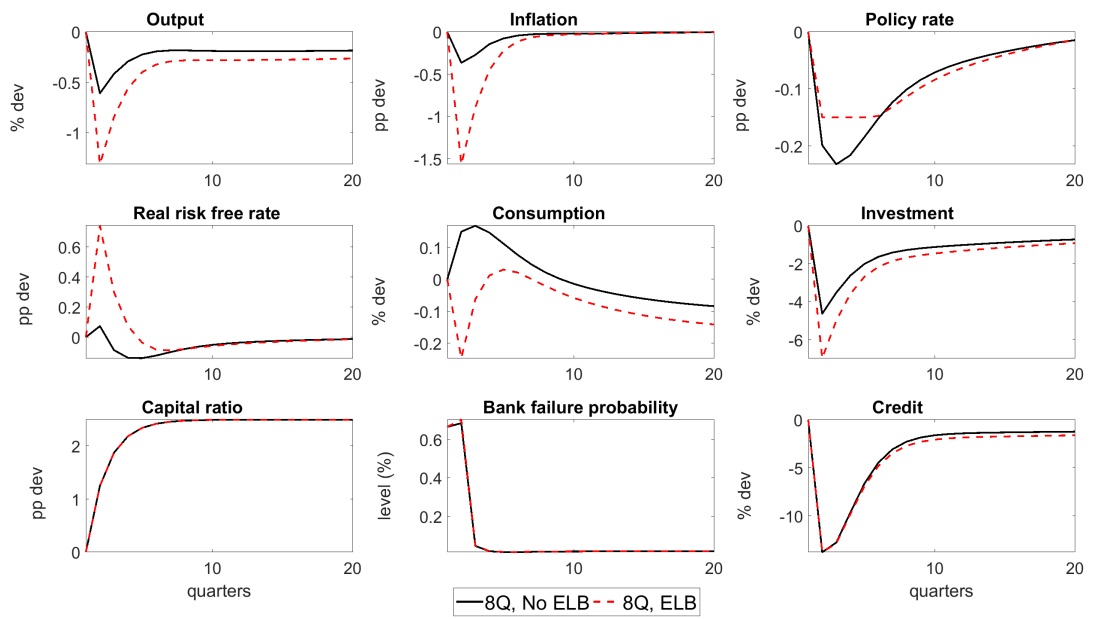 Output
Inflation
Policy rate
% dev
0
-0.5
-1
10
20
pp dev
0
-0.5
-1
-1.5
10
20
pp dev
0
-0.1
-0.2
10
20
Real risk free rate
Consumption
Investment
pp dev
0.6
0.4
0.2
0
10
20
% dev
0.1
0
-0.1
-0.2
10
20
% dev
0
-2
-4
-6
10
20
Capital ratio
Bank failure probability
Credit
pp dev
2
1
0
10
20
quarters
level (%)
0.6
0.4
0.2
10
20
% dev
0
-5
-10
10
20
quarters
8Q, No ELB
8Q, ELB